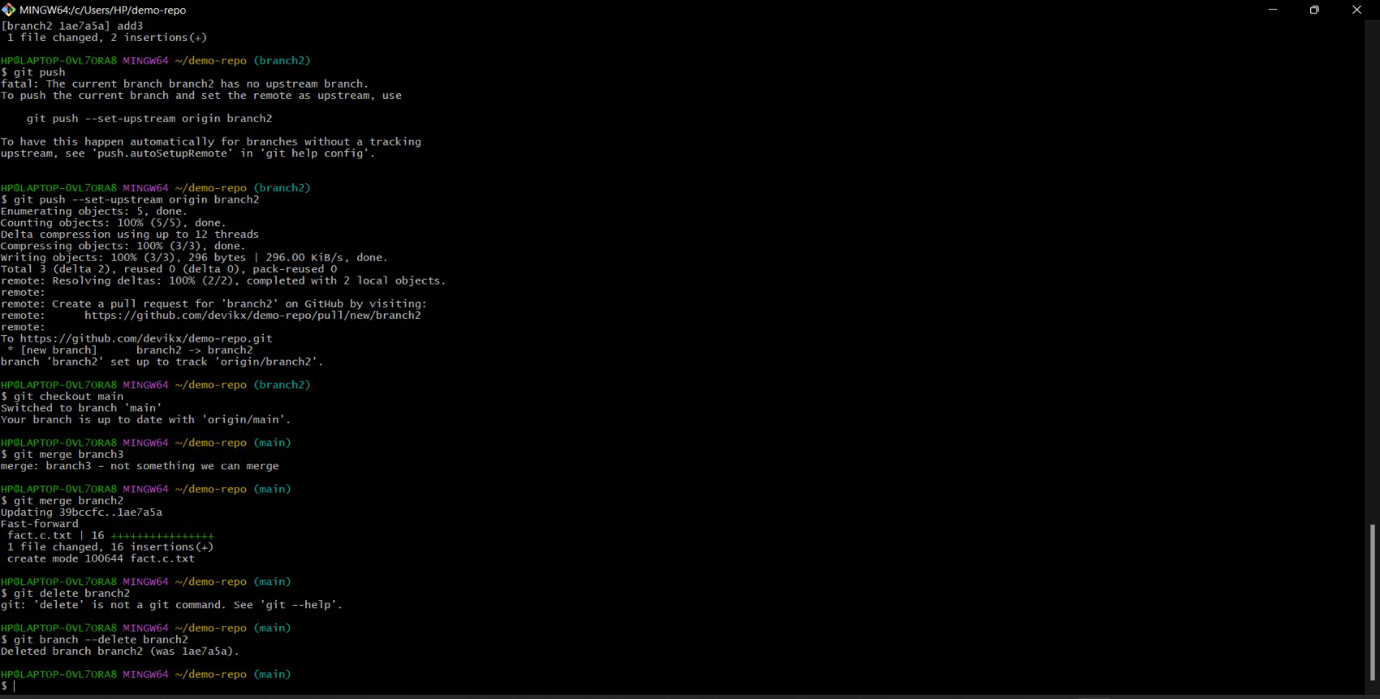 MINGW64:/c/Users/HP/demo-repo
[branch2 1ae7a5a] add3
 1 file changed, 2 insertions(+)
HP@LAPTOP-0VL7ORA8 MINGW64 ~/demo-repo (branch2)
$ git push
fatal: The current branch branch2 has no upstream branch.
To push the current branch and set the remote as upstream, use
    git push --set-upstream origin branch2
To have this happen automatically for branches without a tracking
upstream, see 'push.autoSetupRemote' in 'git help config'.
HP@LAPTOP-0VL7ORA8 MINGW64 ~/demo-repo (branch2)
$ git push --set-upstream origin branch2
Enumerating objects: 5, done.
Counting objects: 100% (5/5), done.
Delta compression using up to 12 threads
Compressing objects: 100% (3/3), done.
Writing objects: 100% (3/3), 296 bytes | 296.00 KiB/s, done.
Total 3 (delta 2), reused 0 (delta 0), pack-reused 0
remote: Resolving deltas: 100% (2/2), completed with 2 local objects.
remote:
remote: Create a pull request for 'branch2' on GitHub by visiting:
remote:      https://github.com/devikx/demo-repo/pull/new/branch2
remote:
To https://github.com/devikx/demo-repo.git
 * [new branch]      branch2 -> branch2
branch 'branch2' set up to track 'origin/branch2'.
HP@LAPTOP-0VL7ORA8 MINGW64 ~/demo-repo (branch2)
$ git checkout main
Switched to branch 'main'
Your branch is up to date with 'origin/main'.
HP@LAPTOP-0VL7ORA8 MINGW64 ~/demo-repo (main)
$ git merge branch3
merge: branch3 - not something we can merge
HP@LAPTOP-0VL7ORA8 MINGW64 ~/demo-repo (main)
$ git merge branch2
Updating 39bccfc..1ae7a5a
Fast-forward
 fact.c.txt | 16 ++++++++++++++++
 1 file changed, 16 insertions(+)
 create mode 100644 fact.c.txt
HP@LAPTOP-0VL7ORA8 MINGW64 ~/demo-repo (main)
$ git delete branch2
git: 'delete' is not a git command. See 'git --help'.
HP@LAPTOP-0VL7ORA8 MINGW64 ~/demo-repo (main)
$ git branch --delete branch2
Deleted branch branch2 (was 1ae7a5a).
HP@LAPTOP-0VL7ORA8 MINGW64 ~/demo-repo (main)
$